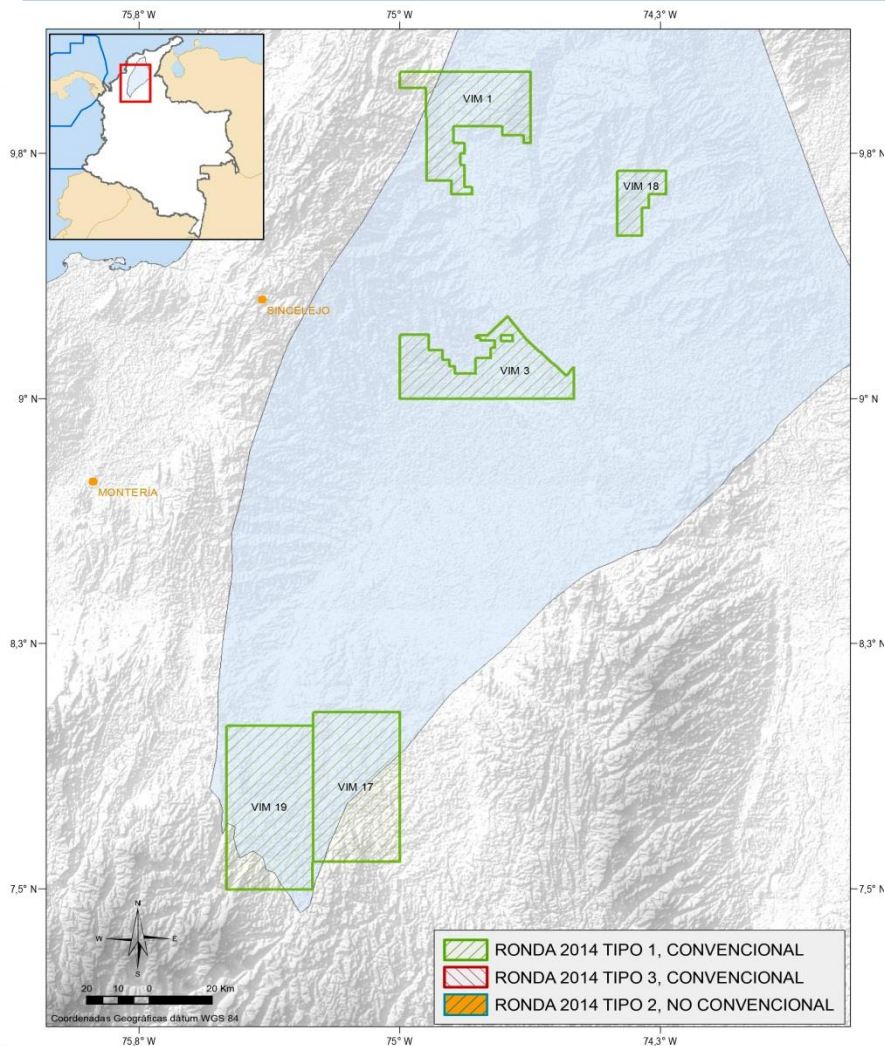 75,8° W
75° W
74,3° W
VIM 1
9,8° N
9,8° N
VIM 18
SINCELEJO
VIM 3
9° N
9° N
MONTERÍA
8,3° N
8,3° N
VIM 17
VIM 19
7,5° N
7,5° N
N
W
E
S
RONDA 2014 TIPO 1, CONVENCIONAL
RONDA 2014 TIPO 3, CONVENCIONAL
RONDA 2014 TIPO 2, NO CONVENCIONAL
20 10 0 20 Km
Coordenadas Geográficas dátum WGS 84
75,8° W
75° W
74,3° W